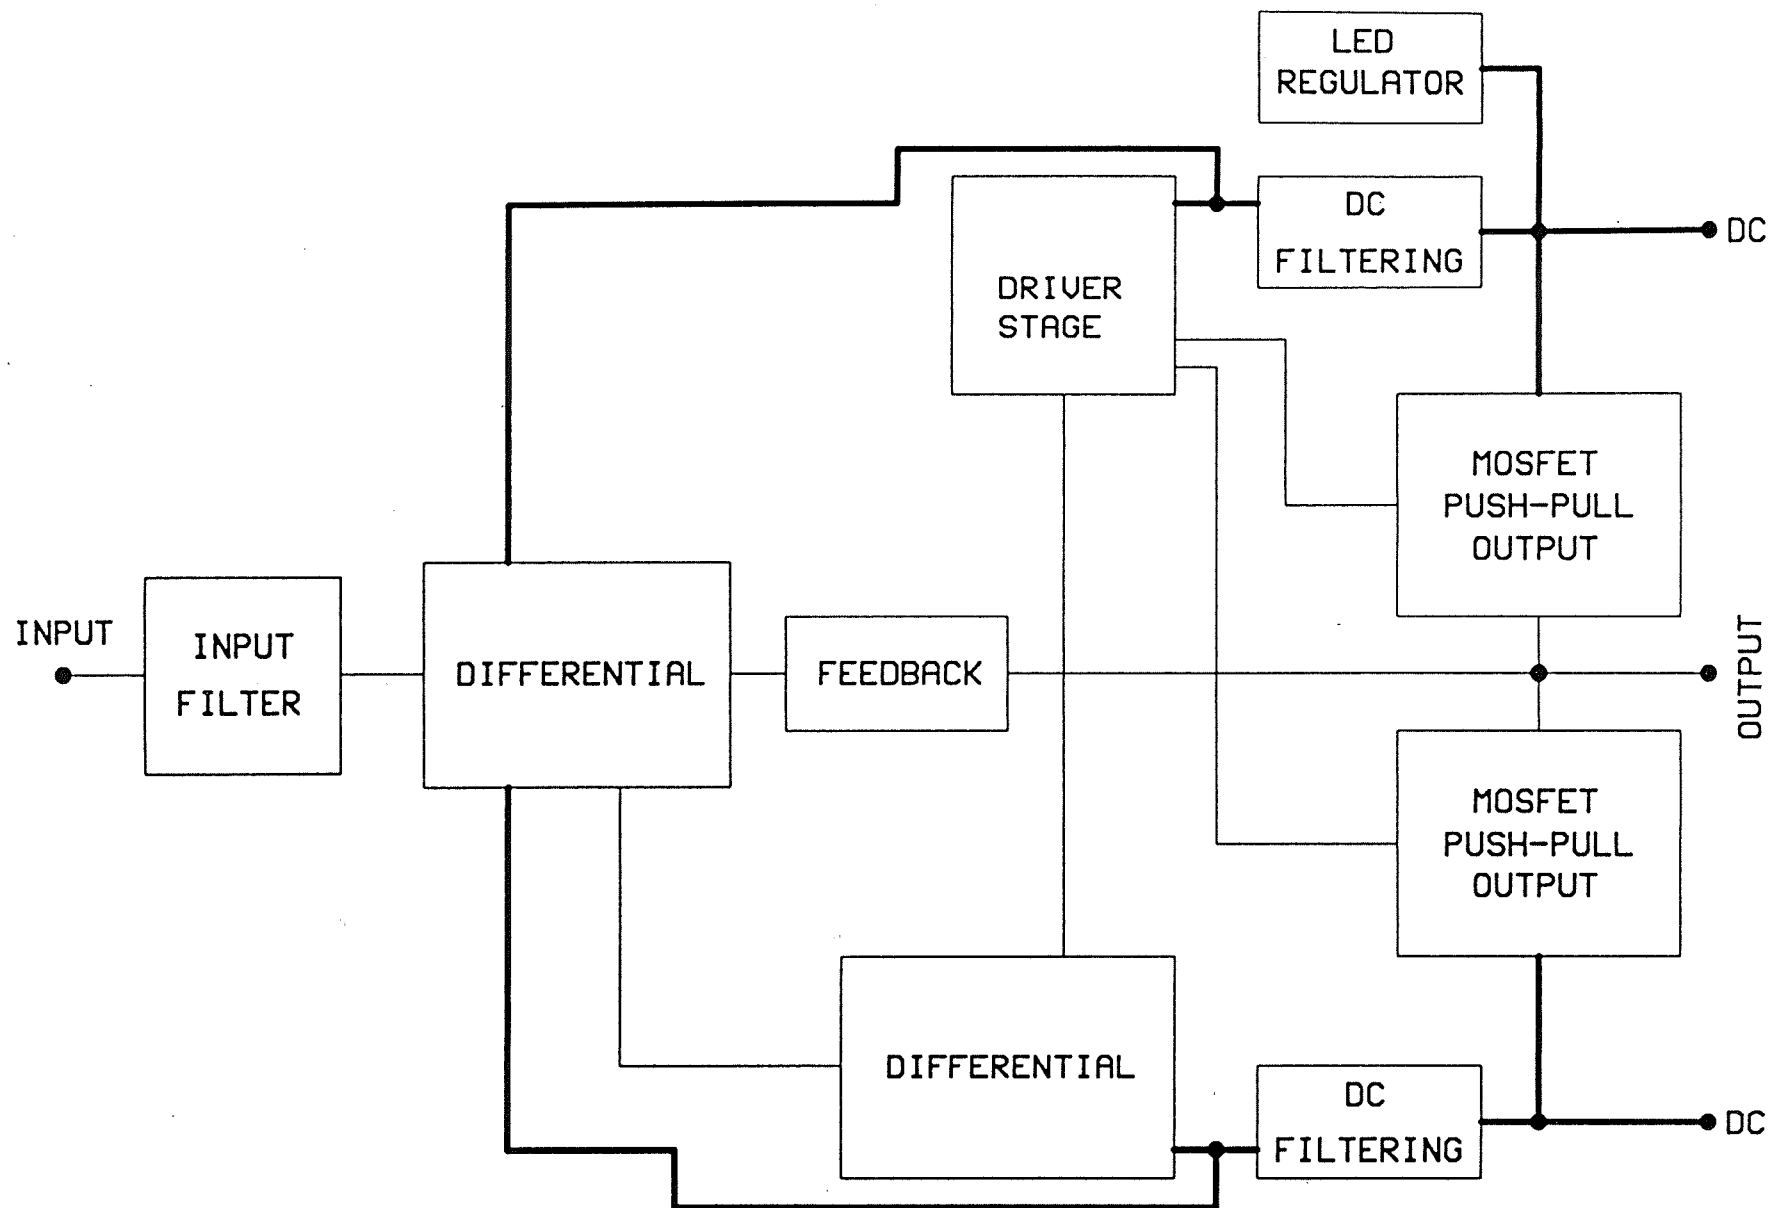 LED
REGULATOR
DC
FILTERING
DC
DRIVER
STAGE
MOSFET
PUSH-PULL
OUTPUT
INPUT
INPUT
FILTER
DIFFERENTIAL
FEEDBACK
OUTPUT
MOSFET
PUSH-PULL
OUTPUT
DIFFERENTIAL
DC
FILTERING
DC